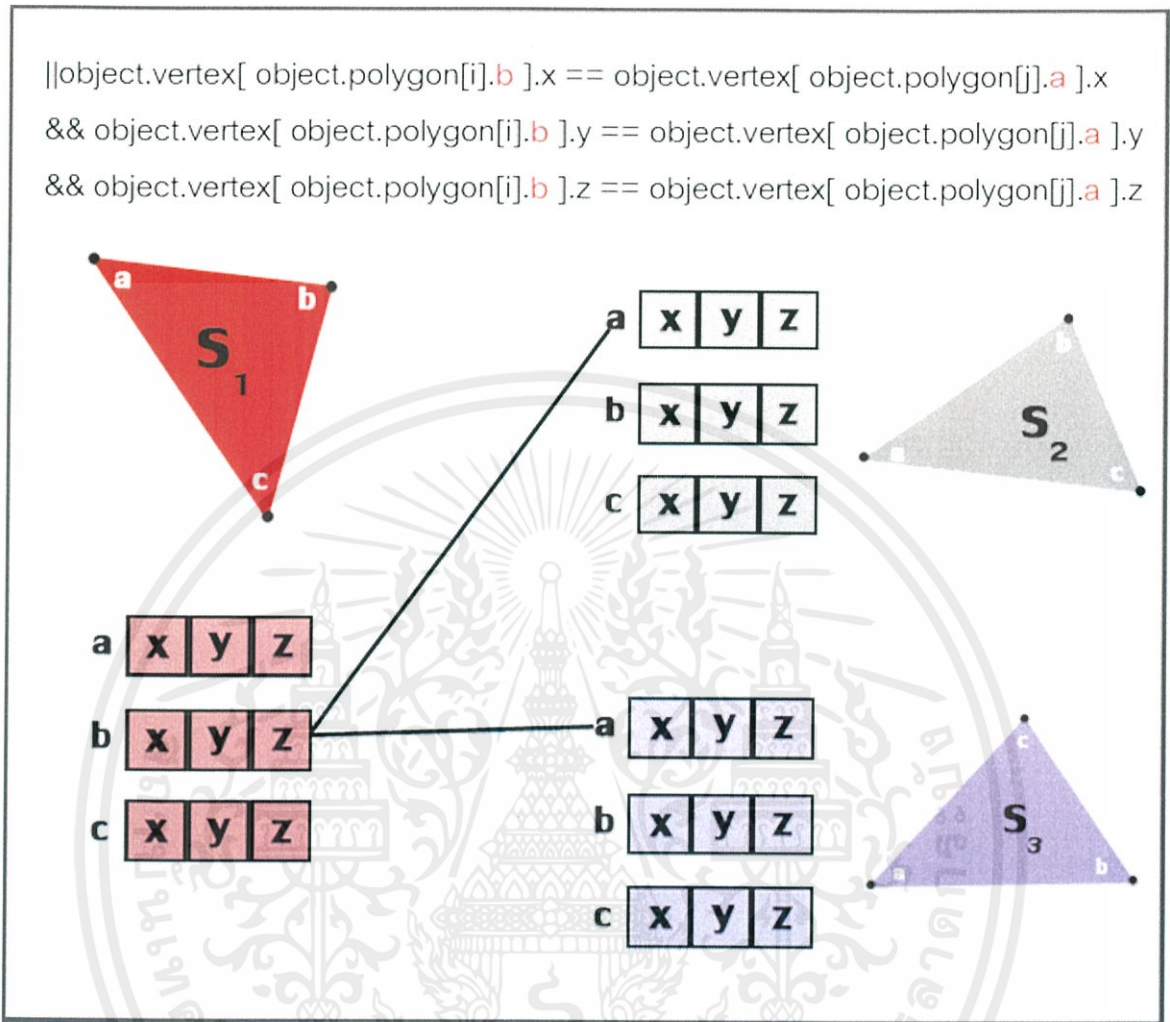 ||object.vertex[ object.polygon[i].b ].x == object.vertex[ object.polygon[j].a ].x
&& object.vertex[ object.polygon[i].b ].y == object.vertex[ object.polygon[j].a ].y
&& object.vertex[ object.polygon[i].b ].z == object.vertex[ object.polygon[j].a ].z
a
b
S1
c
a x y z
b x y z
c x y z
b
S2
a
c
a x y z
b x y z
c x y z
a x y z
b x y z
c x y z
c
S3
a
b